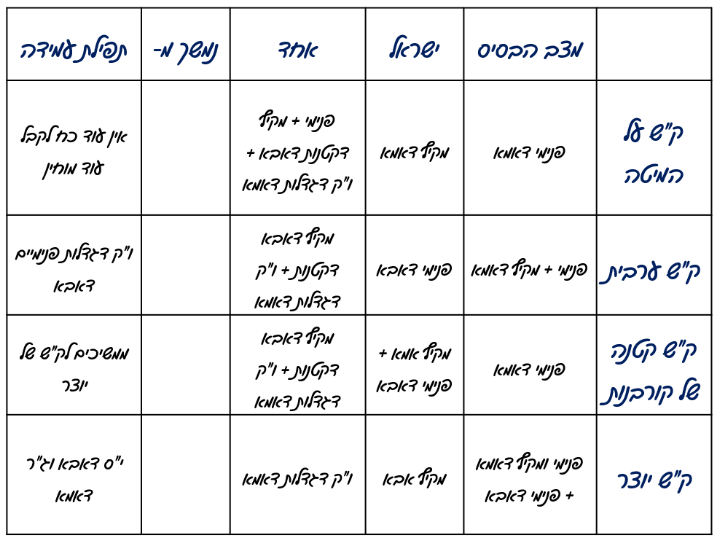 מצב הבסיס
ישראל
אחד
נמשך מ-
תפילת עמידה
ק"ש על
המיטה
פנימי דאמא
מקיף דאמא
פנימי + מקיף
דקטנות דאבא +
ו"ק דגדלות דאמא
אין עוד כח לקבל
עוד מוחין
ק"ש ערבית
פנימי + מקיף דאמא
פנימי דאבא
מקיף דאבא
דקטנות + ו"ק
דגדלות דאמא
ו"ק דגדלות פנימיים
דאבא
ק"ש קטנה
של קורבנות
פנימי דאמא
מקיף אמא +
פנימי דאבא
מקיף דאבא
דקטנות + ו"ק
דגדלות דאמא
ממשיכים לק"ש של
יוצר
ק"ש יוצר
פנימי ומקיף דאמא
+ פנימי דאבא
מקיף אבא
ו"ק דגדלות דאמא
י"ס דאבא וג"ר
דאמא